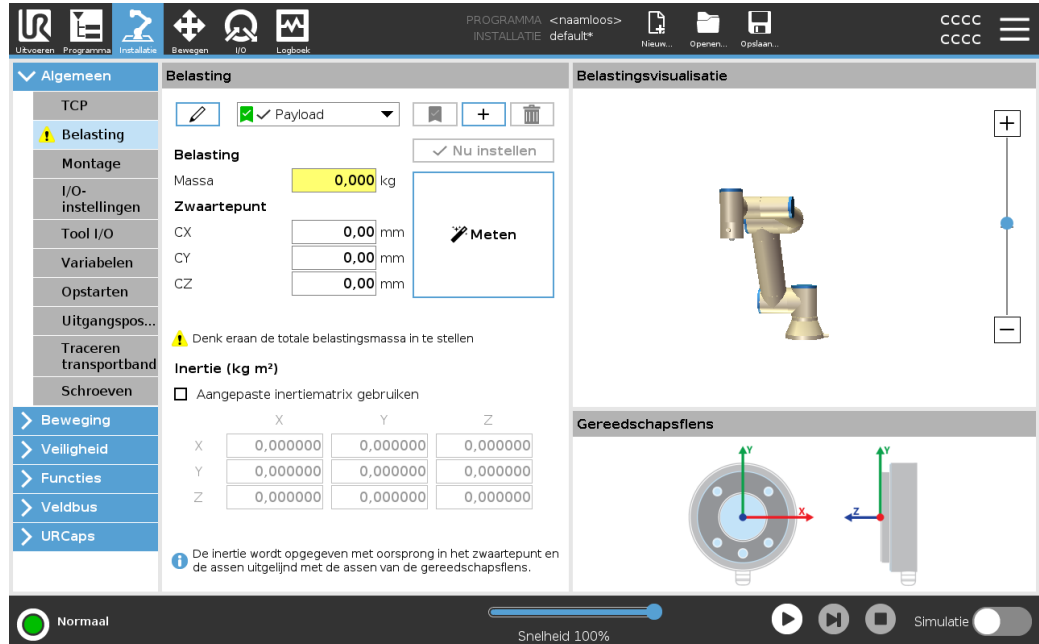 PROGRAMMA <naamloos>
INSTALLATIE default*
UR
Uitvoeren Programma Installatie Bewegen I/O Logboek
Nieuw... Openen... Opslaan...
CCCC
CCCC
Algemeen
TCP
Belasting
Montage
I/O-
instellingen
Tool I/O
Variabelen
Opstarten
Uitgangspos...
Traceren
transportband
Schroeven
Beweging
Veiligheid
Functies
Veldbus
URCaps
Belasting
Payload
Nu instellen
Belasting
Massa 0,000 kg
Zwaartepunt
CX 0,00 mm
CY 0,00 mm
CZ 0,00 mm
Meten
Denk eraan de totale belastingsmassa in te stellen
Inertie (kg m²)
Aangepaste inertiematrix gebruiken
X Y Z
X 0,000000 0,000000 0,000000
Y 0,000000 0,000000 0,000000
Z 0,000000 0,000000 0,000000
De inertie wordt opgegeven met oorsprong in het zwaartepunt en
de assen uitgelijnd met de assen van de gereedschapsflens.
Belastingsvisualisatie
Gereedschapsflens
Y
X
Y
Z
Normaal
Snelheid 100%
Simulatie